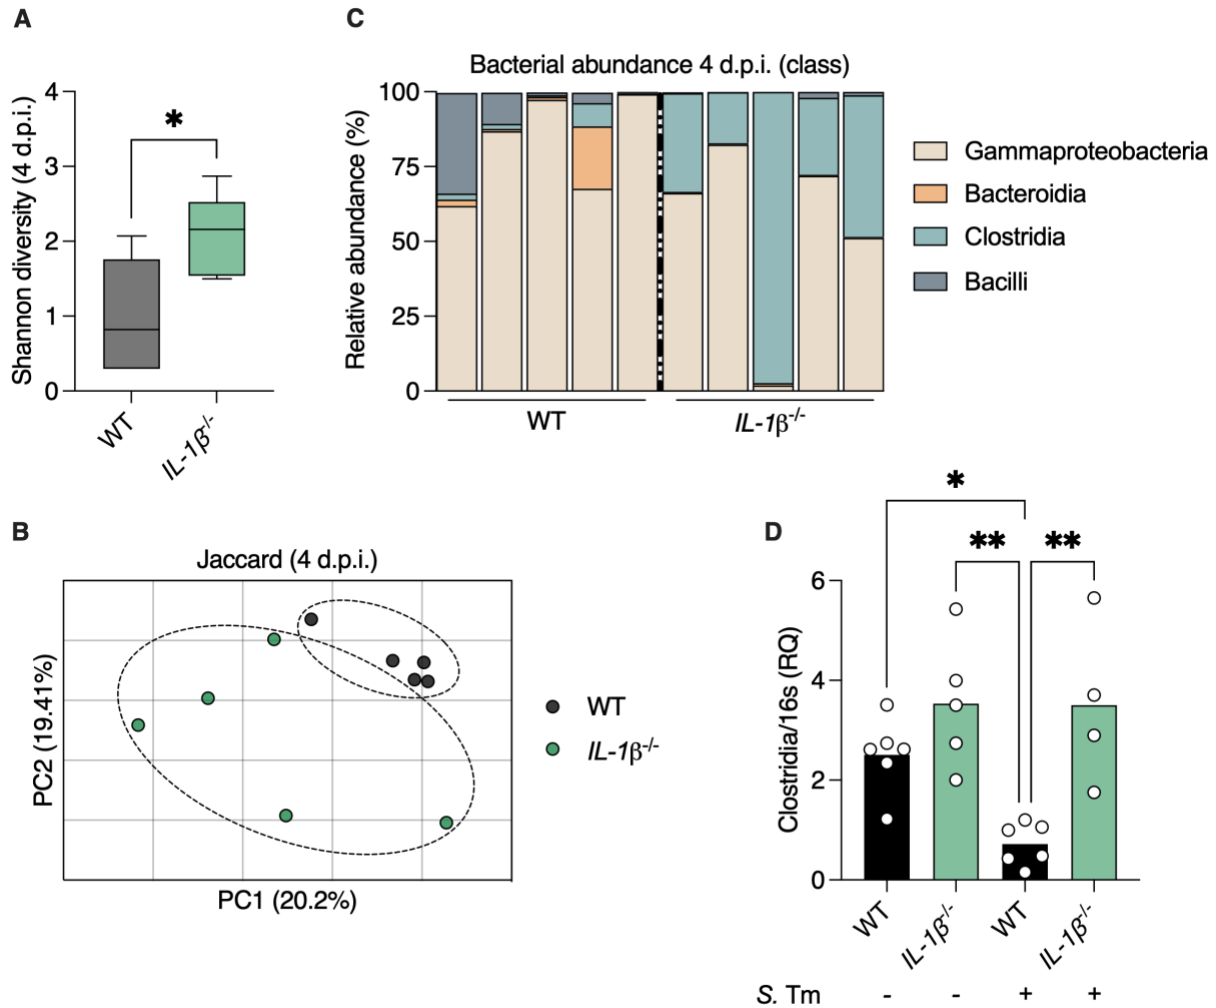 A
Shannon diversity (4 d.p.i.)
4
3
2
1
0
*
WT
IL-1β-/-
C
Bacterial abundance 4 d.p.i. (class)
Relative abundance (%)
100
75
50
25
0
WT
IL-1β-/-
Gammaproteobacteria
Bacteroidia
Clostridia
Bacilli
B
Jaccard (4 d.p.i.)
PC2 (19.41%)
PC1 (20.2%)
WT
IL-1β-/-
D
*
** **
Clostridia/16s (RQ)
6
4
2
0
WT IL-1β-/- WT IL-1β-/-
S. Tm - - + +